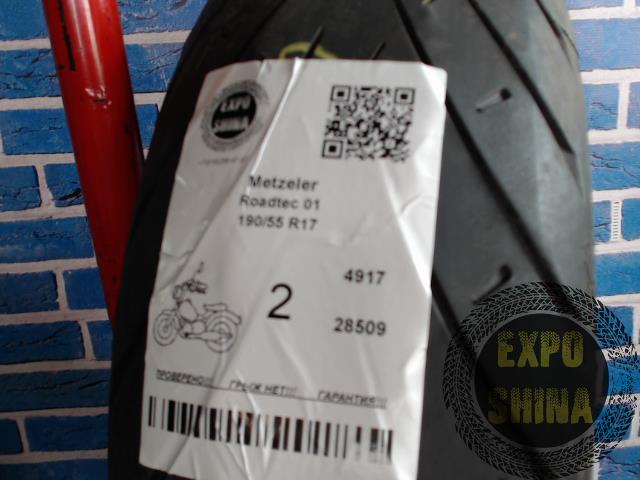 EXPO
SHINA
Metzeler
Roadtec 01
190/55 R17
4917
2
28509
ПРОВЕРЕНО!!! ГРЫЖ НЕТ!!! ГАРАНТИЯ!!!
EXPO
SHINA